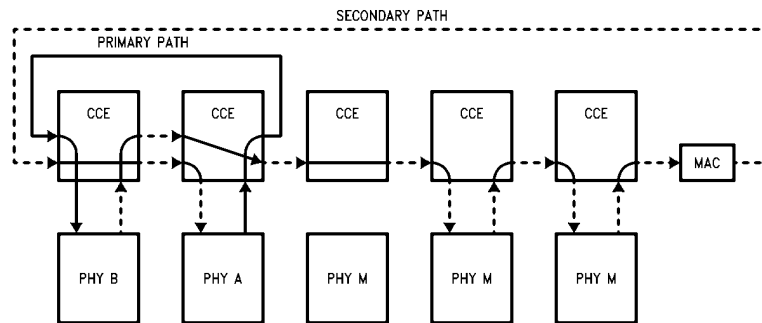 SECONDARY PATH
PRIMARY PATH
CCE CCE CCE CCE CCE
MAC
PHY B PHY A PHY M PHY M PHY M